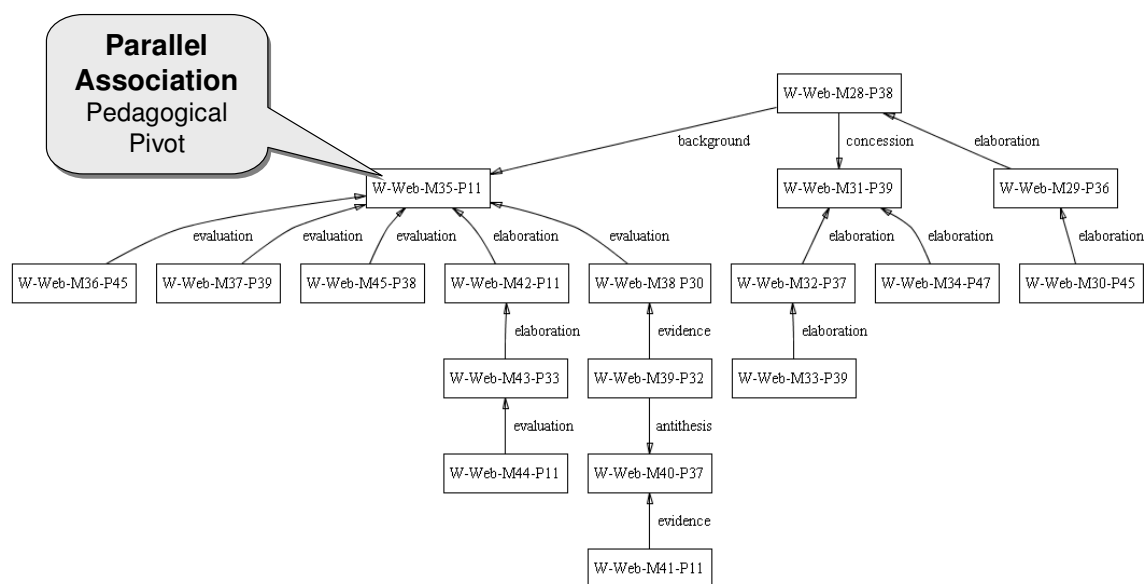 Parallel
Association
Pedagogical
Pivot
W-Web-M28-P38
background
concession
elaboration
W-Web-M35-P11
W-Web-M31-P39
W-Web-M29-P36
evaluation
evaluation
evaluation
elaboration
evaluation
elaboration
elaboration
elaboration
W-Web-M36-P45
W-Web-M37-P39
W-Web-M45-P38
W-Web-M42-P11
W-Web-M38 P30
W-Web-M32-P37
W-Web-M34-P47
W-Web-M30-P45
elaboration
evidence
elaboration
W-Web-M43-P33
W-Web-M39-P32
W-Web-M33-P39
evaluation
antithesis
W-Web-M44-P11
W-Web-M40-P37
evidence
W-Web-M41-P11